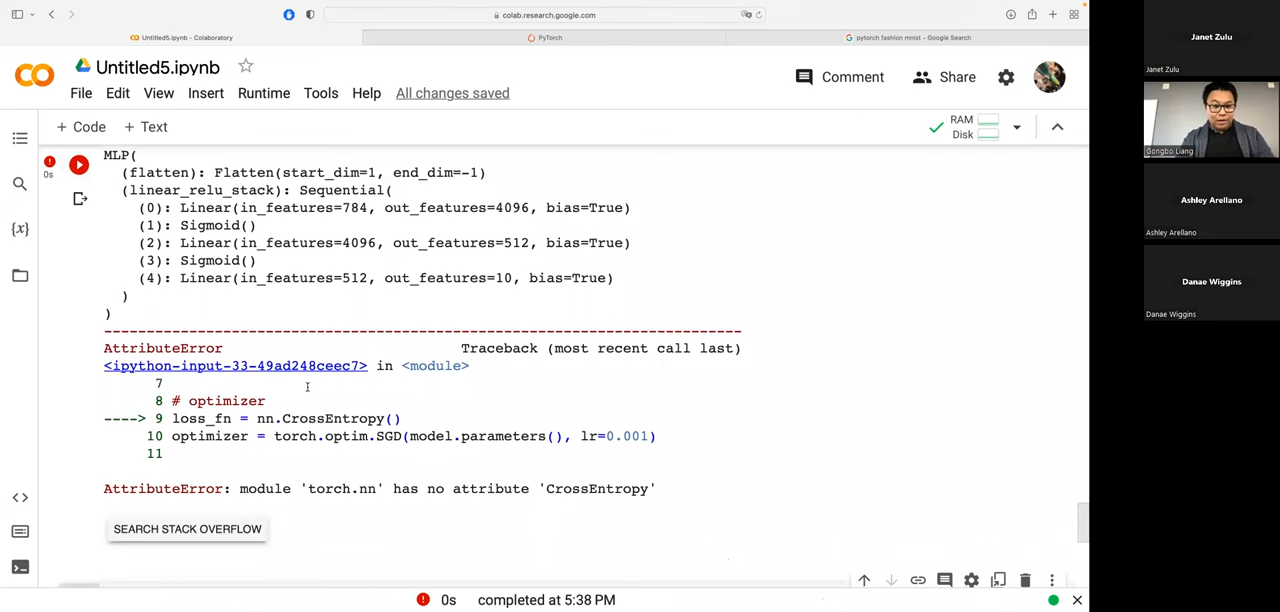 colab.research.google.com
Untitled5.ipynb - Colaboratory
PyTorch
pytorch fashion mnist - Google Search
CO
Untitled5.ipynb
File Edit View Insert Runtime Tools Help All changes saved
Comment
Share
+ Code + Text
RAM
Disk
0s
MLP(
(flatten): Flatten(start_dim=1, end_dim=-1)
(linear_relu_stack): Sequential(
(0): Linear(in_features=784, out_features=4096, bias=True)
(1): Sigmoid()
(2): Linear(in_features=4096, out_features=512, bias=True)
(3): Sigmoid()
(4): Linear(in_features=512, out_features=10, bias=True)
)
)
---------------------------------------------------------------------------
AttributeError Traceback (most recent call last)
<ipython-input-33-49ad248ceec7> in <module>
7
8 # optimizer
----> 9 loss_fn = nn.CrossEntropy()
10 optimizer = torch.optim.SGD(model.parameters(), lr=0.001)
11
AttributeError: module 'torch.nn' has no attribute 'CrossEntropy'
SEARCH STACK OVERFLOW
{x}
0s completed at 5:38 PM
Janet Zulu
Janet Zulu
Gongbo Liang
Ashley Arellano
Ashley Arellano
Danae Wiggins
Danae Wiggins